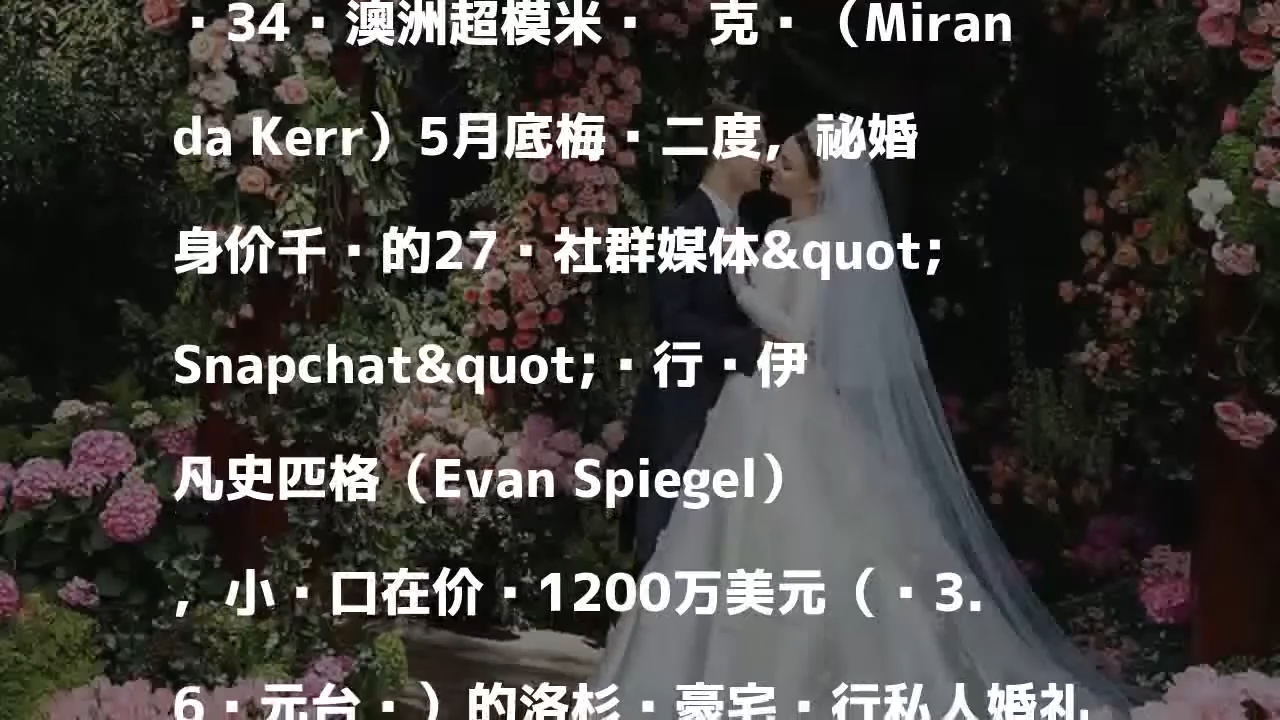 ·34·澳洲超模米· 克·（Miran
da Kerr）5月底梅·二度，祕婚
身价千·的27·社群媒体&quot;
Snapchat&quot;·行·伊
凡史匹格（Evan Spiegel）
，小·口在价·1200万美元（·3.
6·元台·）的洛杉·豪宅·行私人婚礼